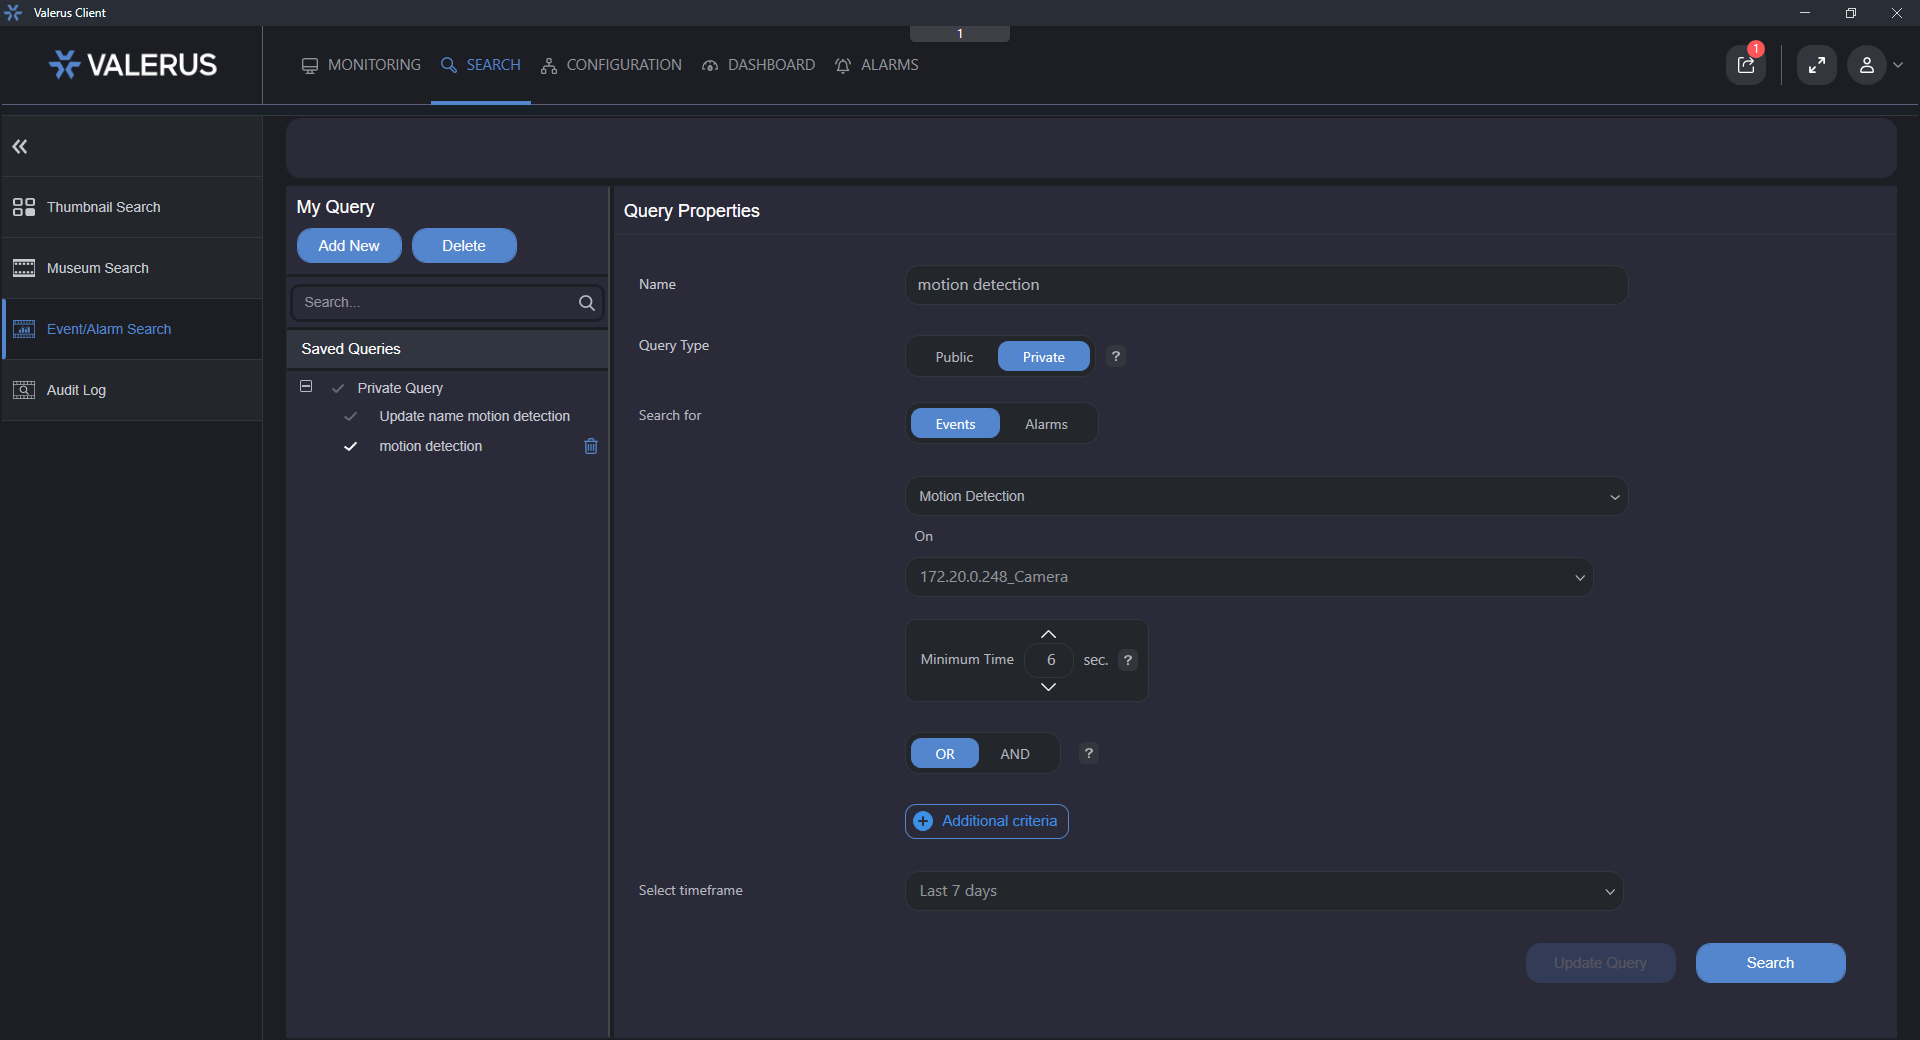 Valerus Client
1
VALERUS
MONITORING
SEARCH
CONFIGURATION
DASHBOARD
ALARMS
1
Thumbnail Search
Museum Search
Event/Alarm Search
Audit Log
My Query
Add New
Delete
Search...
Saved Queries
Private Query
Update name motion detection
motion detection
Query Properties
Name
motion detection
Query Type
Public
Private
?
Search for
Events
Alarms
Motion Detection
On
172.20.0.248_Camera
Minimum Time
6
sec.
?
OR
AND
?
Additional criteria
Select timeframe
Last 7 days
Update Query
Search